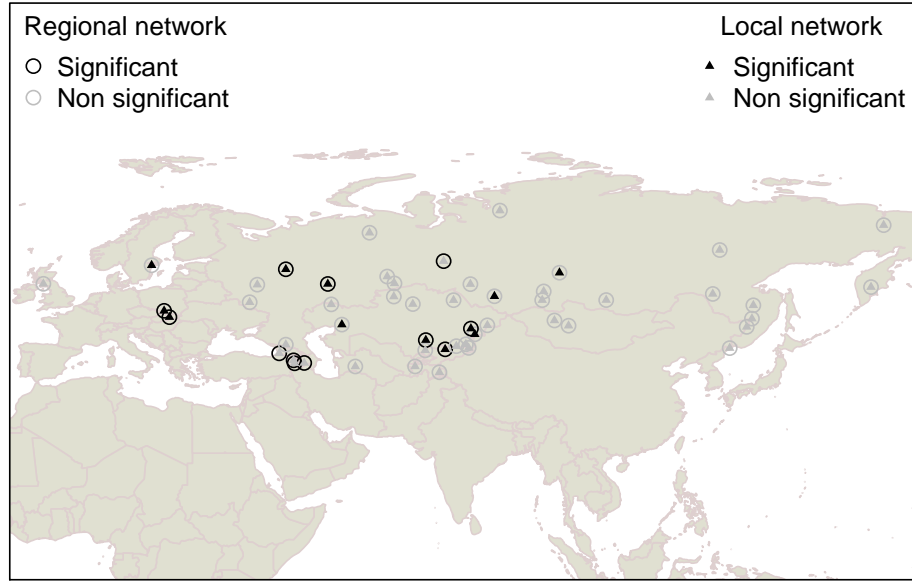 Regional network
Significant
Non significant
Local network
Significant
Non significant